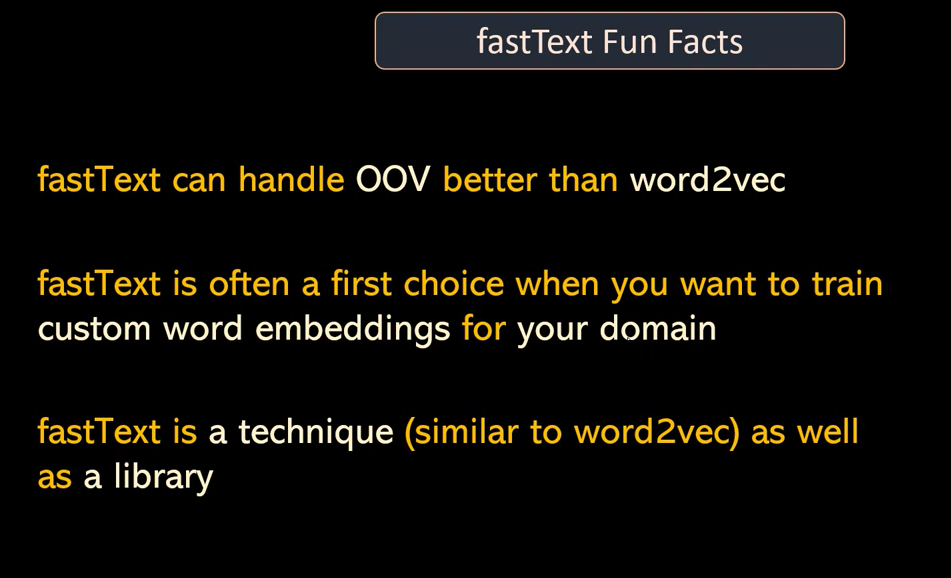 fastText Fun Facts
fastText can handle OOV better than word2vec
fastText is often a first choice when you want to train
custom word embeddings for your domain
fastText is a technique (similar to word2vec) as well
as a library